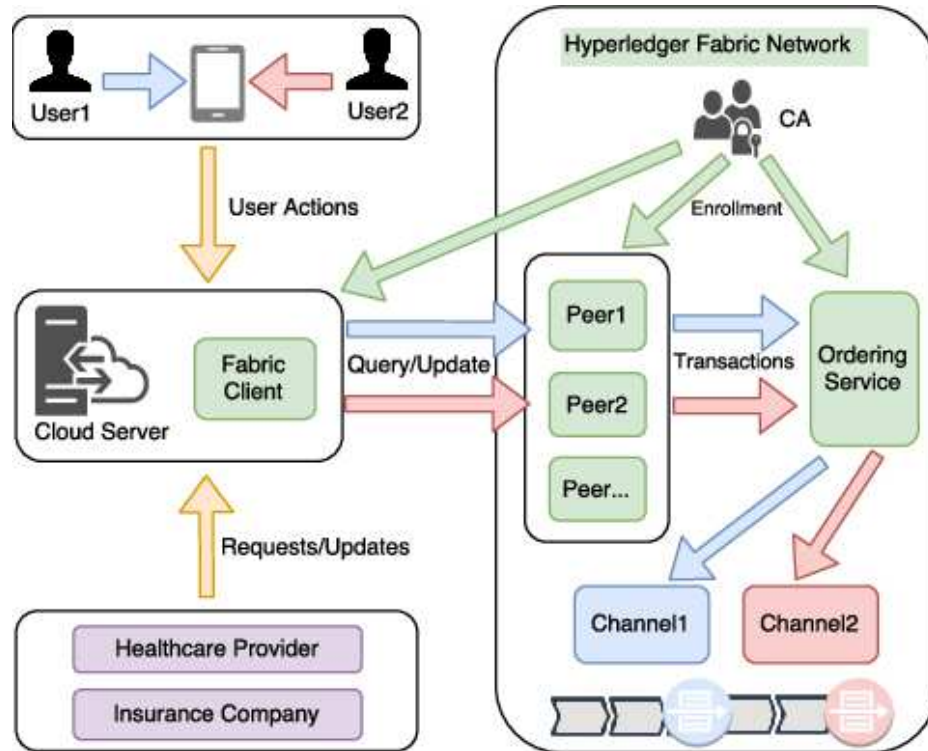 User1
User2
Hyperledger Fabric Network
CA
User Actions
Enrollment
Fabric
Client
Cloud Server
Query/Update
Peer1
Peer2
Peer...
Transactions
Ordering
Service
Requests/Updates
Healthcare Provider
Insurance Company
Channel1
Channel2